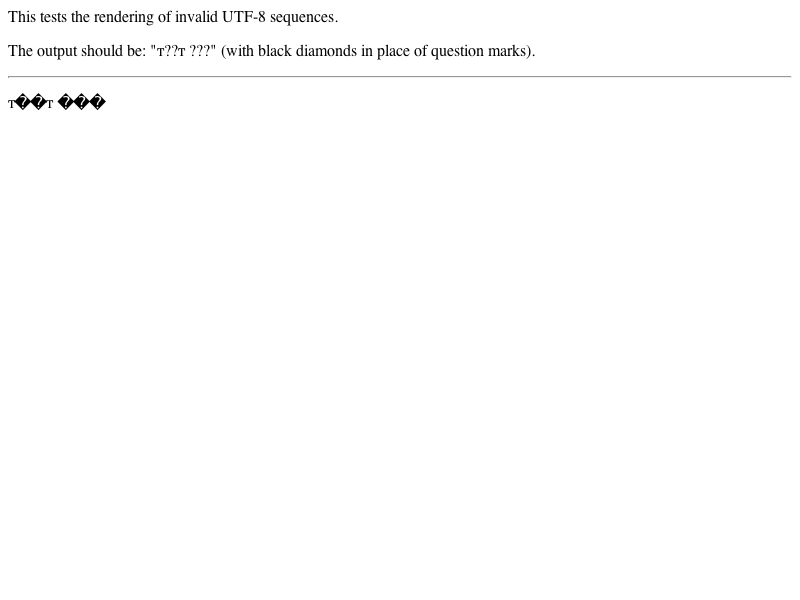 This tests the rendering of invalid UTF-8 sequences.
The output should be: "т??т ???" (with black diamonds in place of question marks).
т��т ���